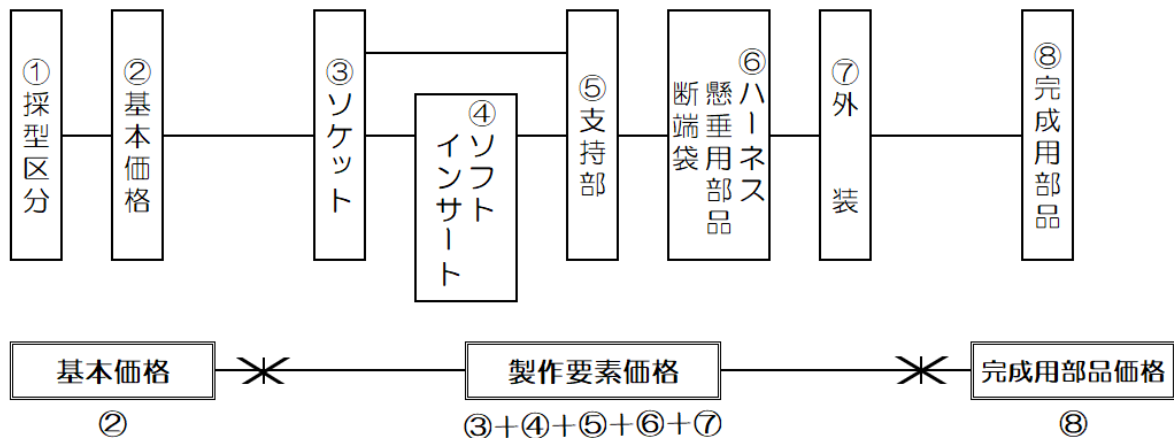 ①採型区分
②基本価格
③ソケット
④ソフト
インサート
⑤支持部
⑥ハーネス
懸垂用部品
断端袋
⑦外装
⑧完成用部品
基本価格
製作要素価格
完成用部品価格
②
③+④+⑤+⑥+⑦
⑧